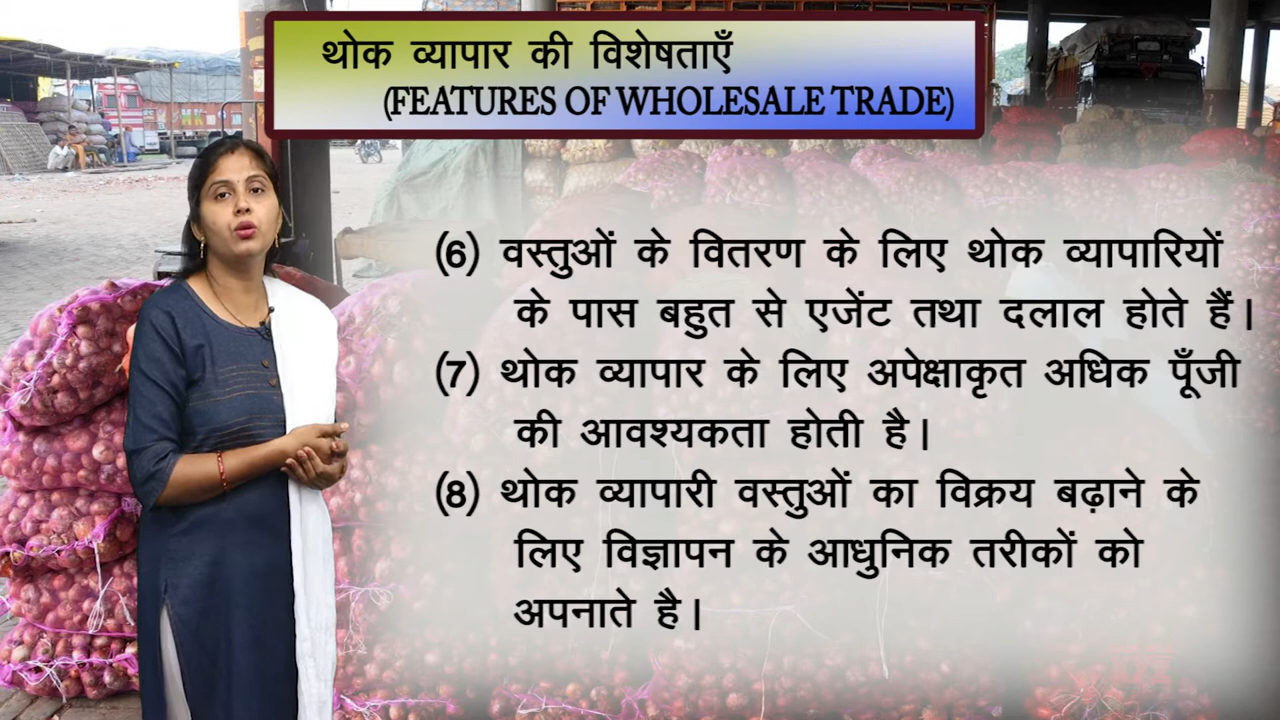 थोक व्यापार की विशेषताएँ
(FEATURES OF WHOLESALE TRADE)
(6) वस्तुओं के वितरण के लिए थोक व्यापारियों
के पास बहुत से एजेंट तथा दलाल होते हैं।
(7) थोक व्यापार के लिए अपेक्षाकृत अधिक पूँजी
की आवश्यकता होती है।
(8) थोक व्यापारी वस्तुओं का विक्रय बढ़ाने के
लिए विज्ञापन के आधुनिक तरीकों को
अपनाते है।